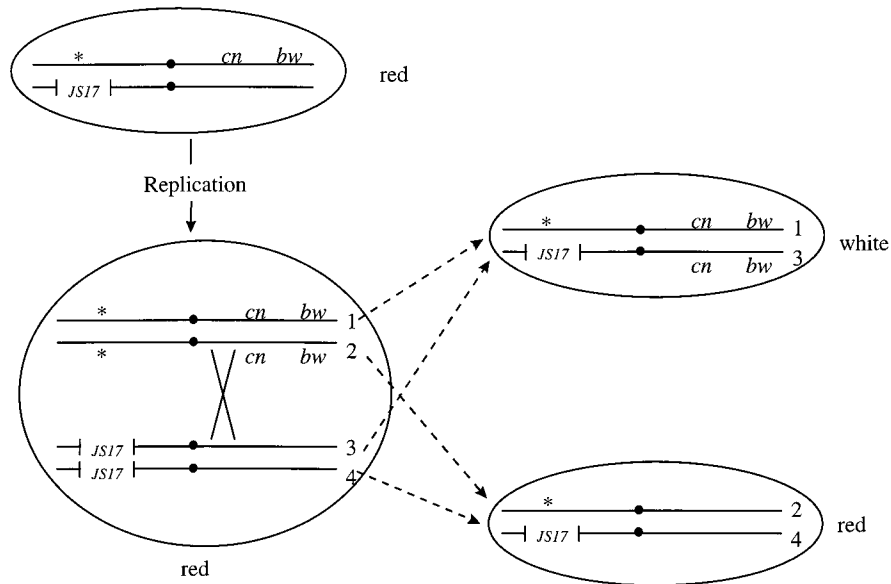 * cn bw
JS17
red
Replication
* cn bw 1
* cn bw 2
JS17 3
JS17 4
red
* cn bw 1
JS17 3
cn bw
white
* 2
JS17 4
red